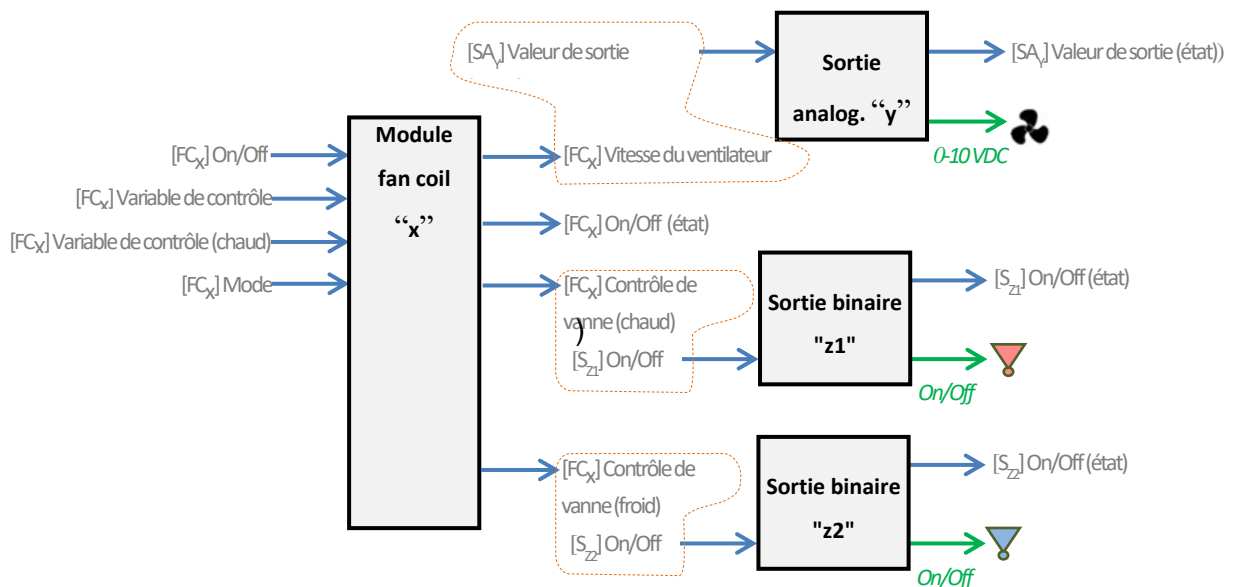 [SAy] Valeur de sortie
Sortie
analog. “y”
[SAy] Valeur de sortie (état))
0-10 VDC
Module
fan coil
“x”
[FCx] On/Off
[FCx] Variable de contrôle
[FCx] Variable de contrôle (chaud)
[FCx] Mode
[FCx] Vitesse du ventilateur
[FCx] On/Off (état)
[FCx] Contrôle de
vanne (chaud)
)
[SZ1] On/Off
Sortie binaire
"z1"
[SZ1] On/Off (état)
On/Off
[FCx] Contrôle de
vanne (froid)
[SZ2] On/Off
Sortie binaire
"z2"
[SZ2] On/Off (état)
On/Off